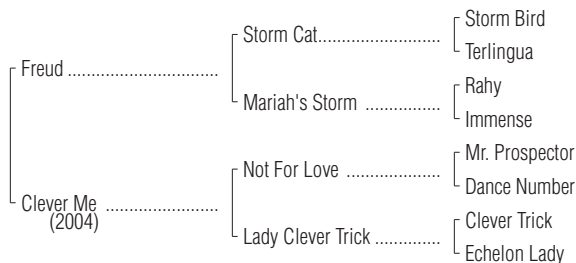 Storm Bird
Storm Cat..........................
Terlingua
Freud ................................
Rahy
Mariah's Storm ................
Immense
Mr. Prospector
Not For Love ....................
Dance Number
Clever Me ........................
(2004)
Clever Trick
Lady Clever Trick ..............
Echelon Lady